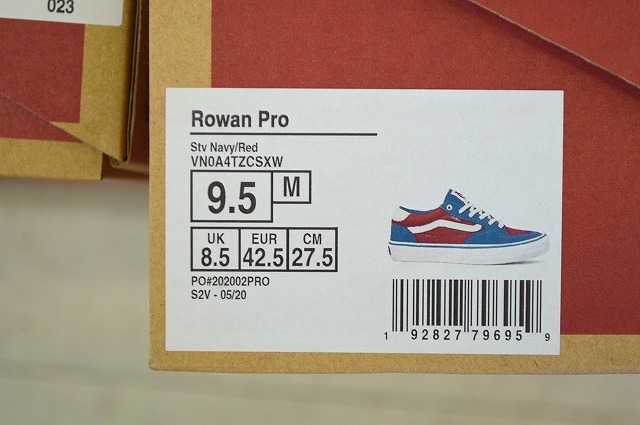 023
Rowan Pro
Stv Navy/Red
VN0A4TZCSXW
9.5 M
UK EUR CM
8.5 42.5 27.5
PO#202002PRO
S2V - 05/20
1 92827 79695 9